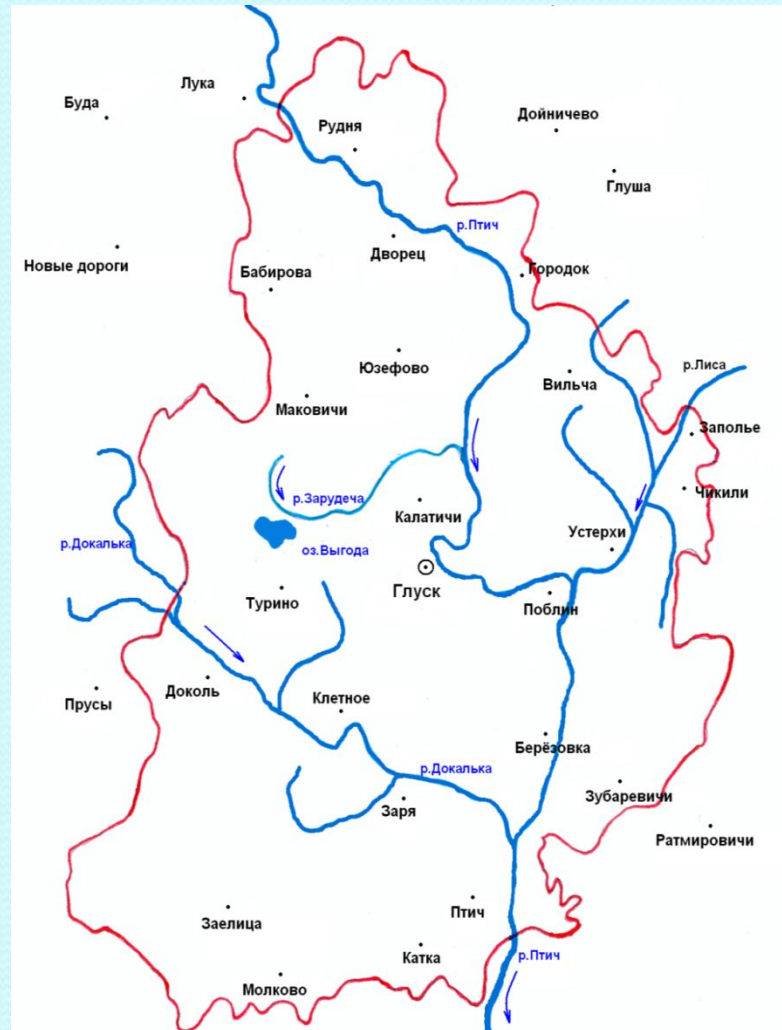 Лука
Буда
Дойничево
Рудня
Глуша
р.Птич
Дворец
Новые дороги
Бабирова
Городок
Юзефово
р.Лиса
Вильча
Маковичи
Заполье
р.Зарудеча
Чикили
Калатичи
Устерхи
р.Докалька
оз.Выгода
Глуск
Турино
Поблин
Доколь
Прусы
Клетное
Берёзовка
р.Докалька
Зубаревичи
Заря
Ратмировичи
Птич
Заелица
Катка
р.Птич
Молково